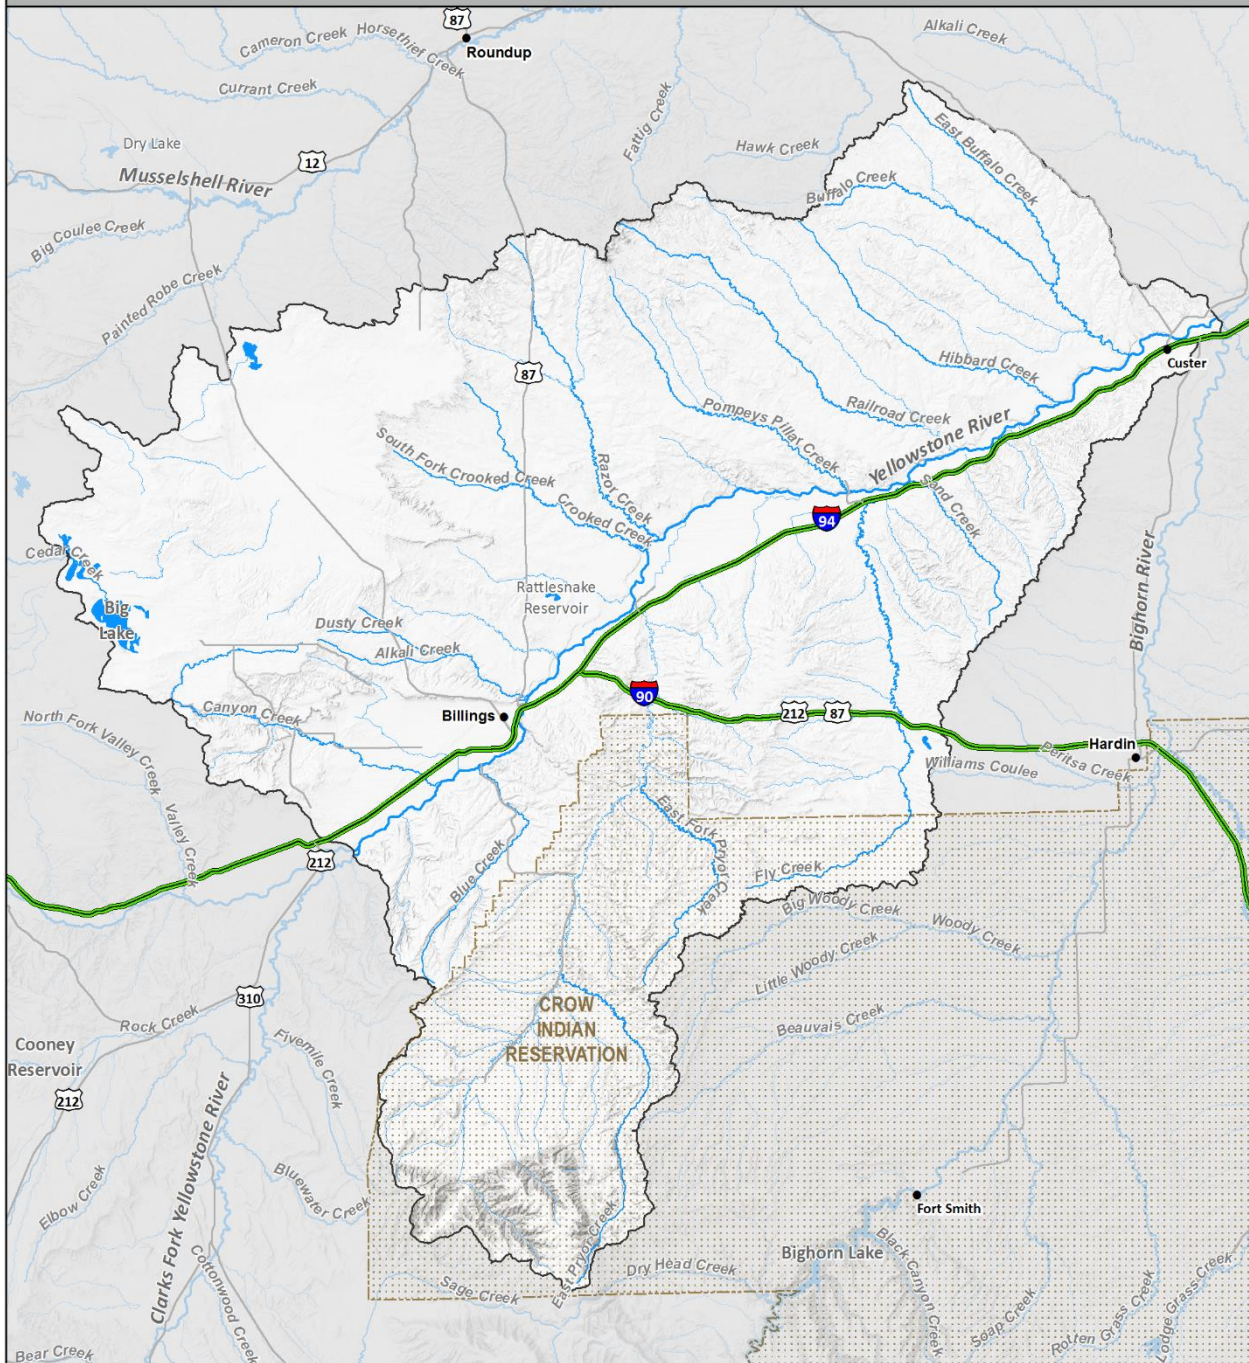 87
Roundup
Cameron Creek
Horsethief Creek
Alkali Creek
Currant Creek
Fattig Creek
Dry Lake
12
Hawk Creek
East Buffalo Creek
Musselshell River
Buffalo Creek
Big Coulee Creek
Painted Robe Creek
Hibbard Creek
Custer
87
Railroad Creek
Pompeys Pillar Creek
Yellowstone River
South Fork Crooked Creek
Razor Creek
Crooked Creek
Sand Creek
94
Cedar Creek
Rattlesnake
Reservoir
Big
Lake
Bighorn River
Dusty Creek
Alkali Creek
90
Canyon Creek
Billings
212
87
Hardin
North Fork Valley Creek
Peritsa Creek
Williams Coulee
Valley Creek
East Fork Pryor Creek
212
Blue Creek
Fly Creek
Big Woody Creek
Woody Creek
Little Woody Creek
310
CROW
INDIAN
RESERVATION
Rock Creek
Beauvais Creek
Cooney
Reservoir
Fivemile Creek
212
Clarks Fork Yellowstone River
Elbow Creek
Bluewater Creek
Fort Smith
East Pryor Creek
Bighorn Lake
Black Canyon Creek
Dry Head Creek
Sage Creek
Cottonwood Creek
Soap Creek
Rotten Grass Creek
Lodge Grass Creek
Bear Creek